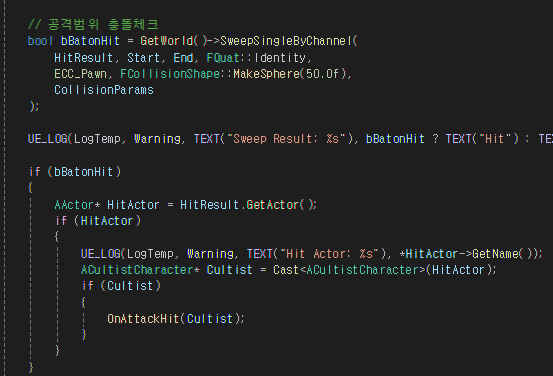 // 공격범위 충돌체크
bool bBatonHit = GetWorld()->SweepSingleByChannel(
HitResult, Start, End, FQuat::Identity,
ECC_Pawn, FCollisionShape::MakeSphere(50.0f),
CollisionParams
);
UE_LOG(LogTemp, Warning, TEXT("Sweep Result: %s"), bBatonHit ? TEXT("Hit") : TE
if (bBatonHit)
{
AActor* HitActor = HitResult.GetActor();
if (HitActor)
{
UE_LOG(LogTemp, Warning, TEXT("Hit Actor: %s"), *HitActor->GetName());
ACultistCharacter* Cultist = Cast<ACultistCharacter>(HitActor);
if (Cultist)
{
OnAttackHit(Cultist);
}
}
}